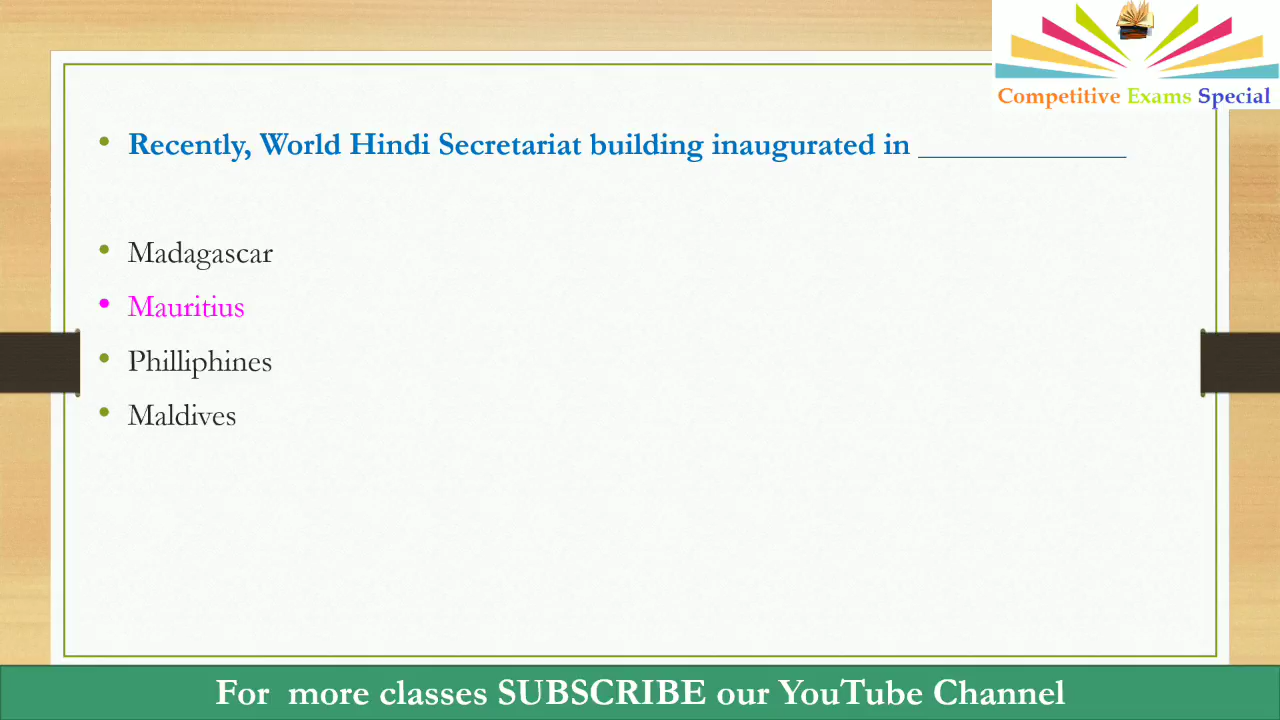 Competitive Exams Special
• Recently, World Hindi Secretariat building inaugurated in _____________
• Madagascar
• Mauritius
• Philliphines
• Maldives
For more classes SUBSCRIBE our YouTube Channel